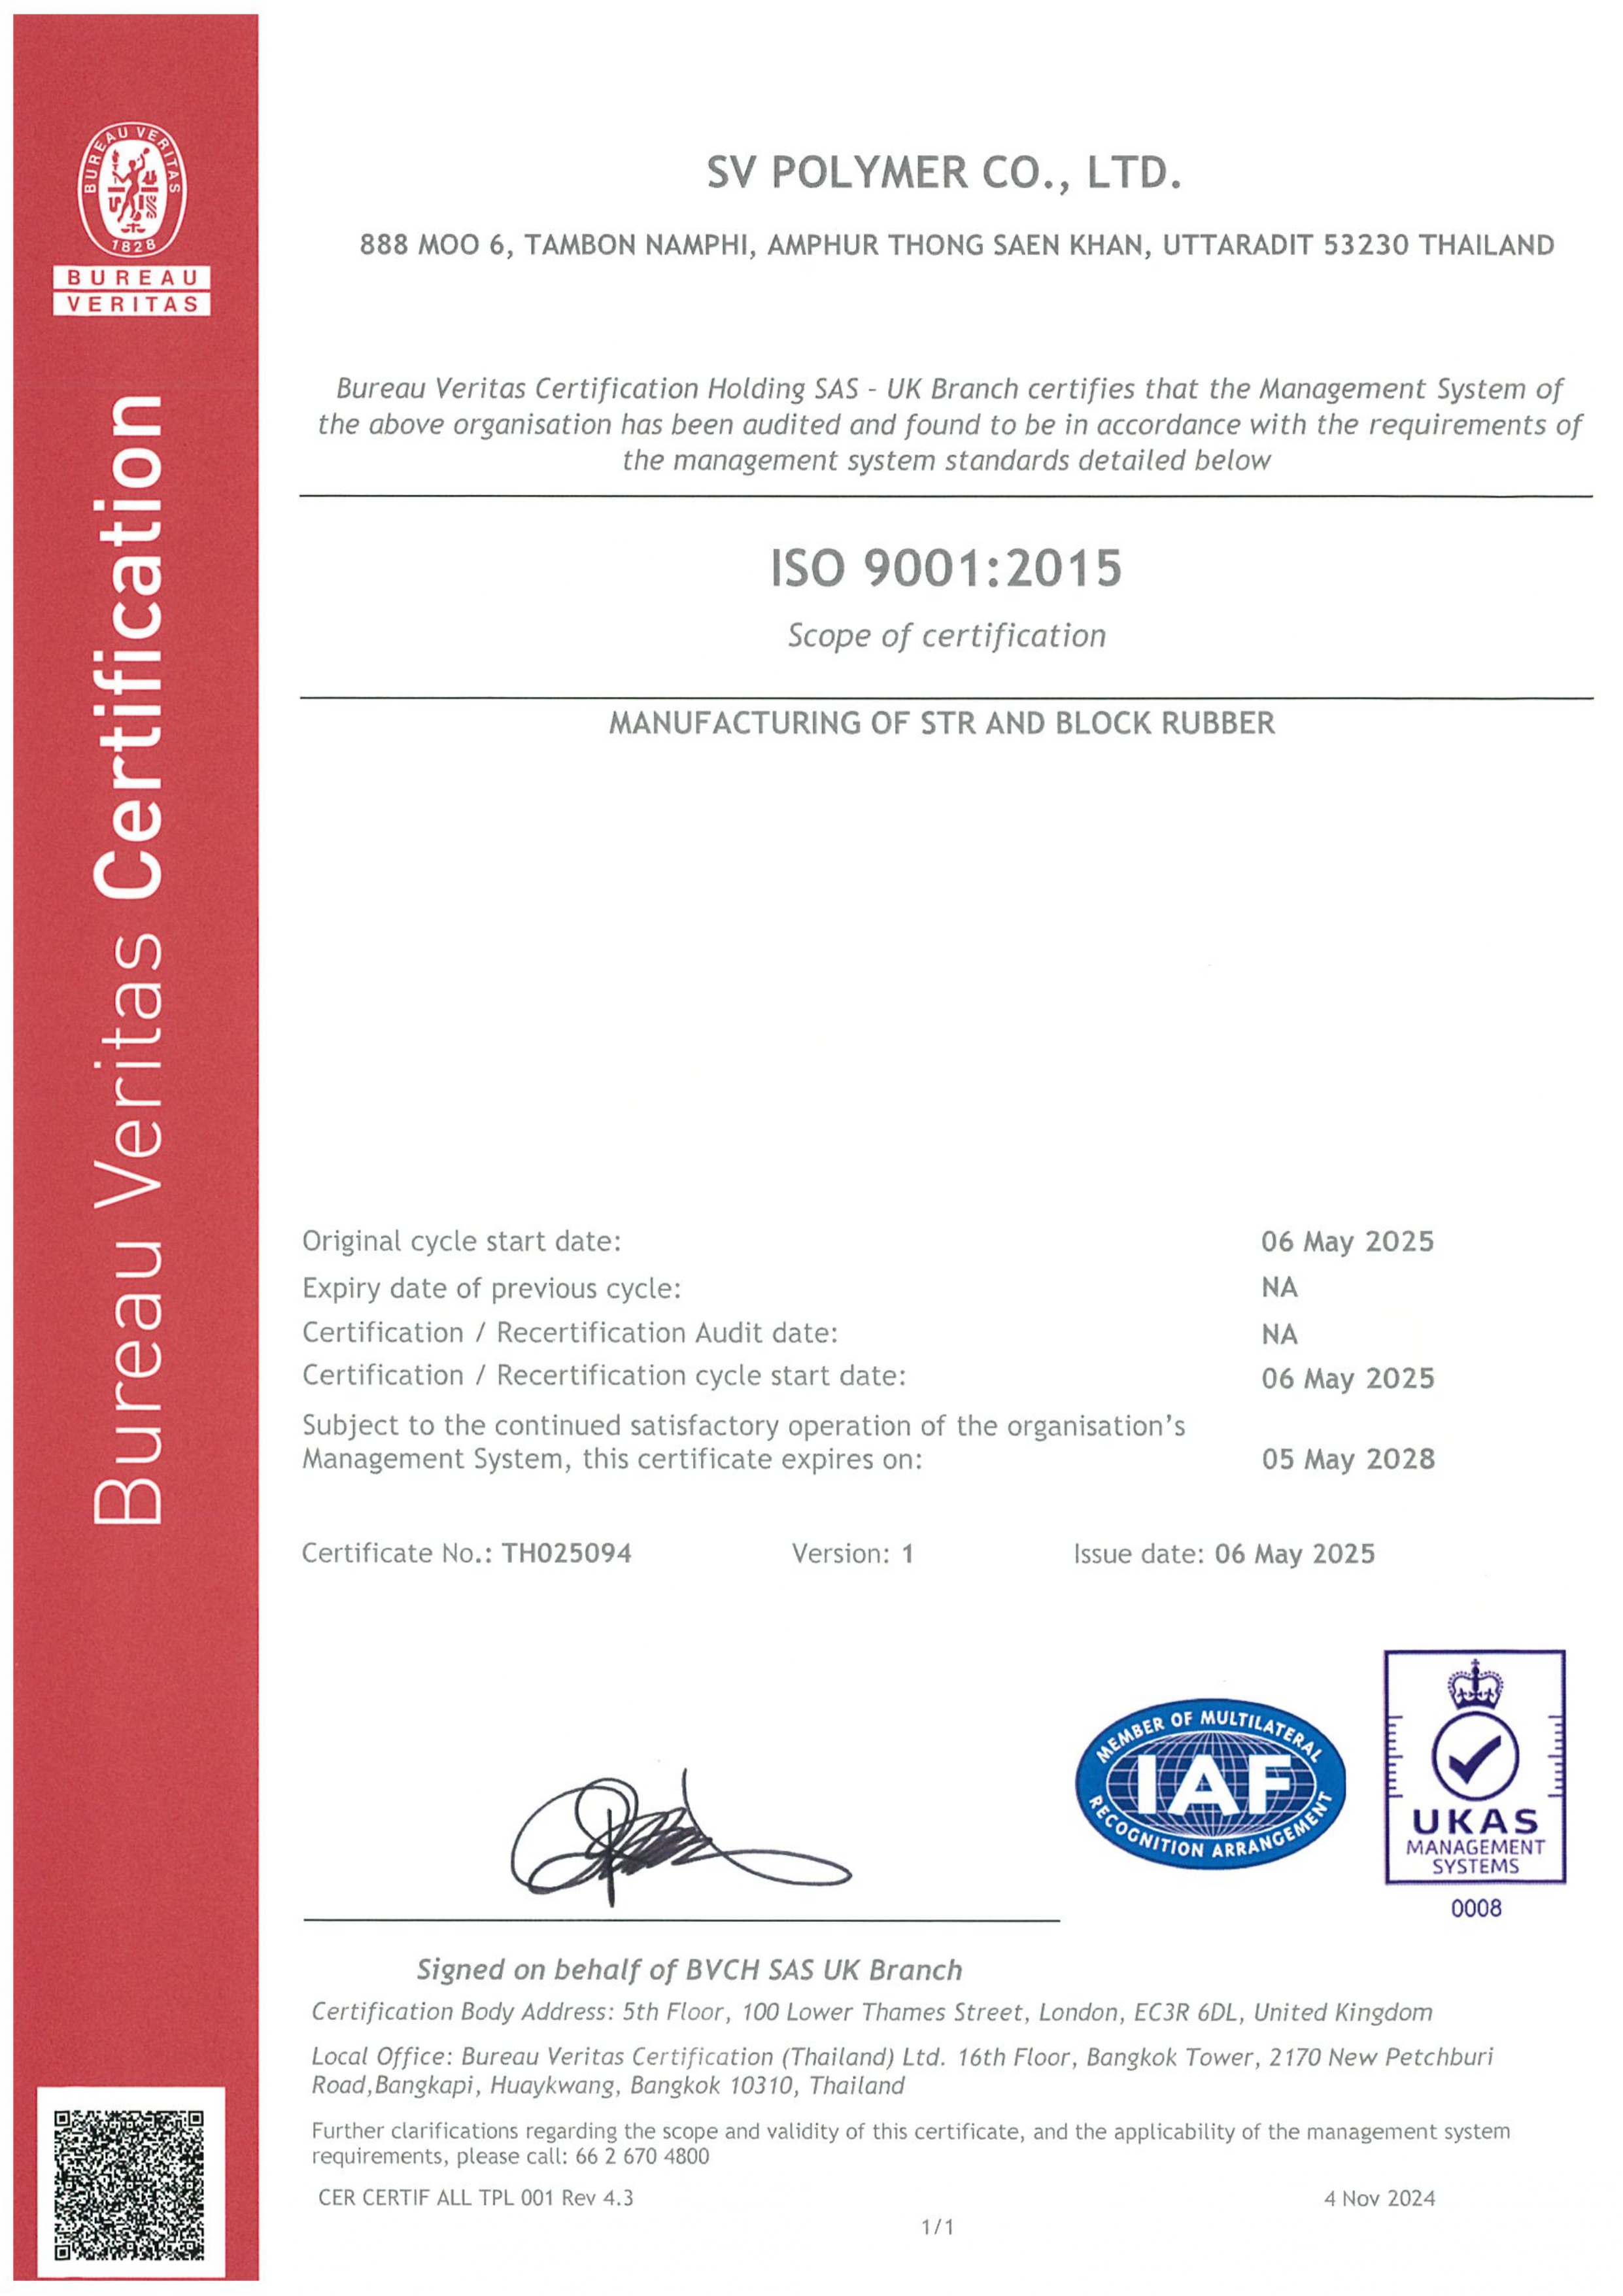 BUREAU VERITAS
1828
BUREAU
VERITAS
Bureau Veritas Certification
SV POLYMER CO., LTD.
888 MOO 6, TAMBON NAMPHI, AMPHUR THONG SAEN KHAN, UTTARADIT 53230 THAILAND
Bureau Veritas Certification Holding SAS – UK Branch certifies that the Management System of
the above organisation has been audited and found to be in accordance with the requirements of
the management system standards detailed below
ISO 9001:2015
Scope of certification
MANUFACTURING OF STR AND BLOCK RUBBER
Original cycle start date: 06 May 2025
Expiry date of previous cycle: NA
Certification / Recertification Audit date: NA
Certification / Recertification cycle start date: 06 May 2025
Subject to the continued satisfactory operation of the organisation’s
Management System, this certificate expires on: 05 May 2028
Certificate No.: TH025094 Version: 1 Issue date: 06 May 2025
MEMBER OF MULTILATERAL
IAF
RECOGNITION ARRANGEMENT
UKAS
MANAGEMENT
SYSTEMS
0008
Signed on behalf of BVCH SAS UK Branch
Certification Body Address: 5th Floor, 100 Lower Thames Street, London, EC3R 6DL, United Kingdom
Local Office: Bureau Veritas Certification (Thailand) Ltd. 16th Floor, Bangkok Tower, 2170 New Petchburi
Road,Bangkapi, Huaykwang, Bangkok 10310, Thailand
Further clarifications regarding the scope and validity of this certificate, and the applicability of the management system
requirements, please call: 66 2 670 4800
CER CERTIF ALL TPL 001 Rev 4.3 4 Nov 2024
1/1